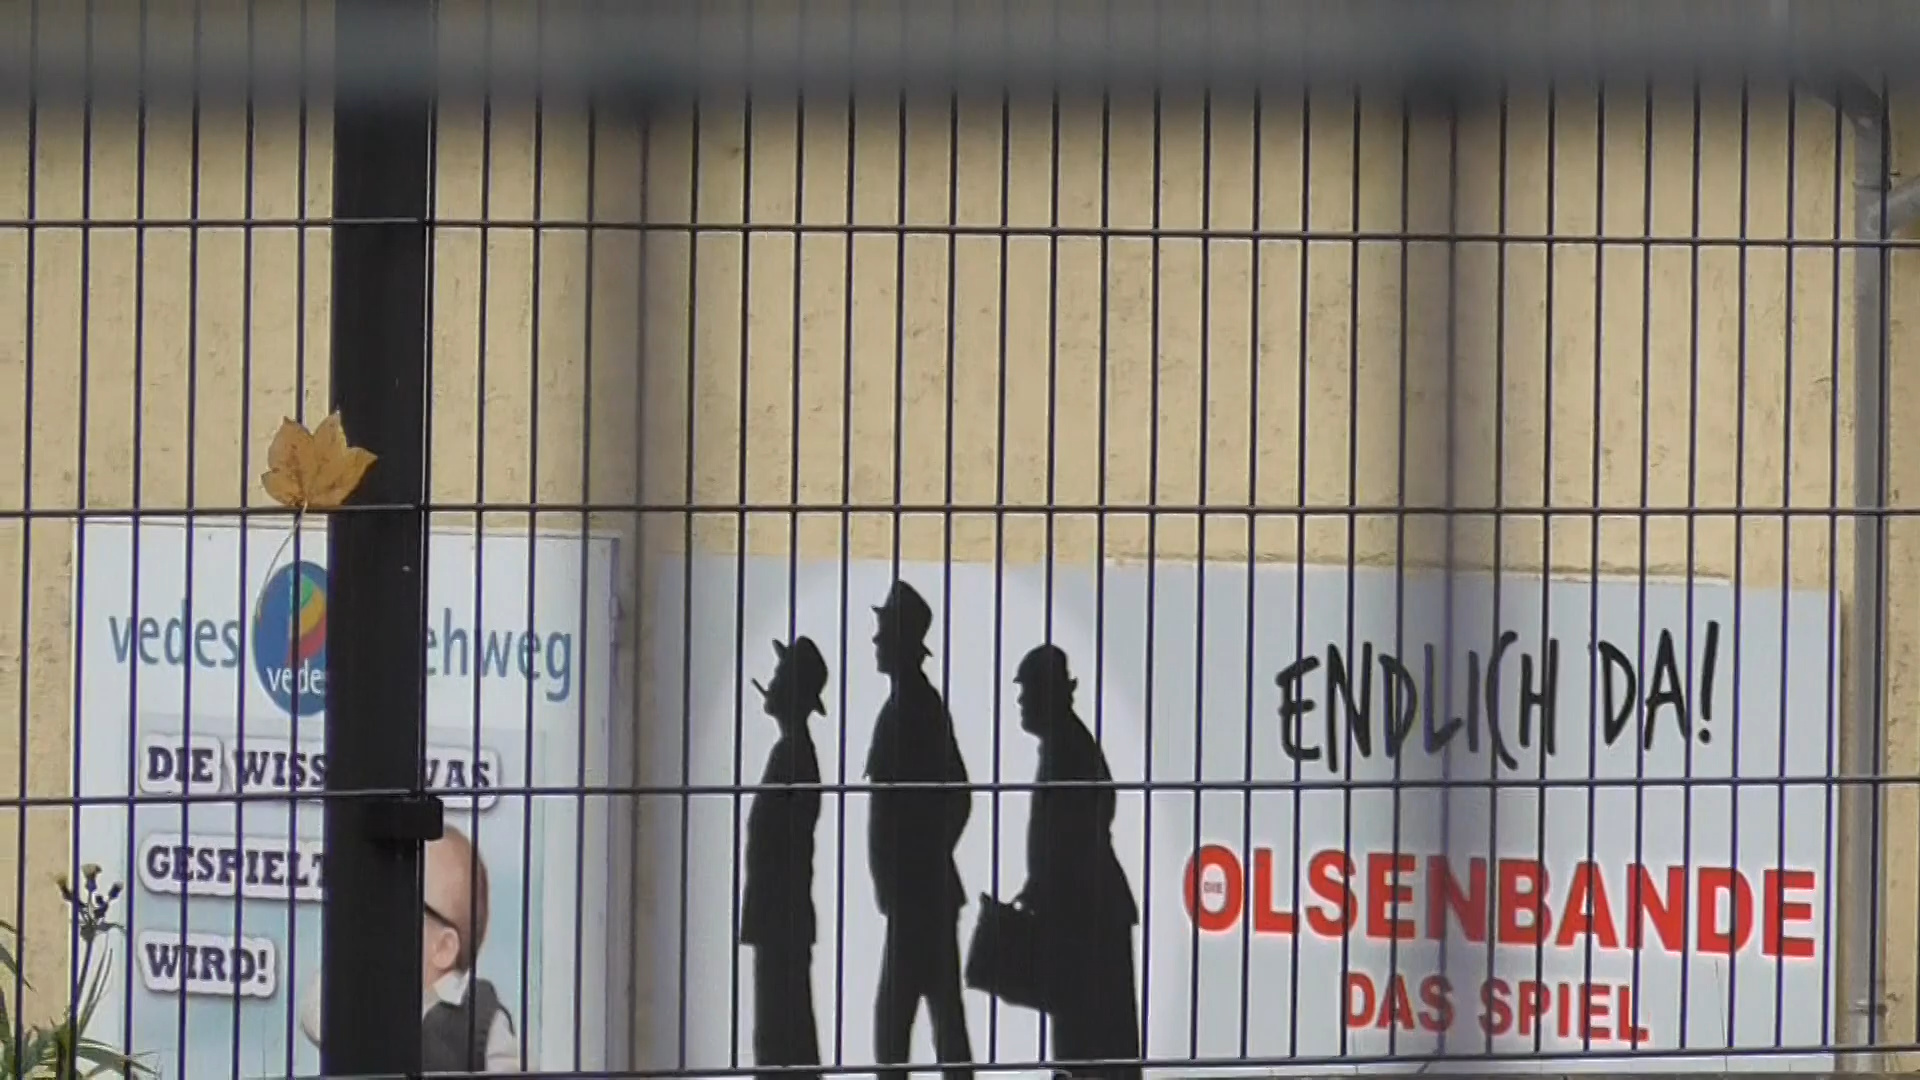 vedes
vedes
ehweg
DIE WISS
WAS
GESPIELT
WIRD!
ENDLICH DA!
DIE
OLSENBANDE
DAS SPIEL